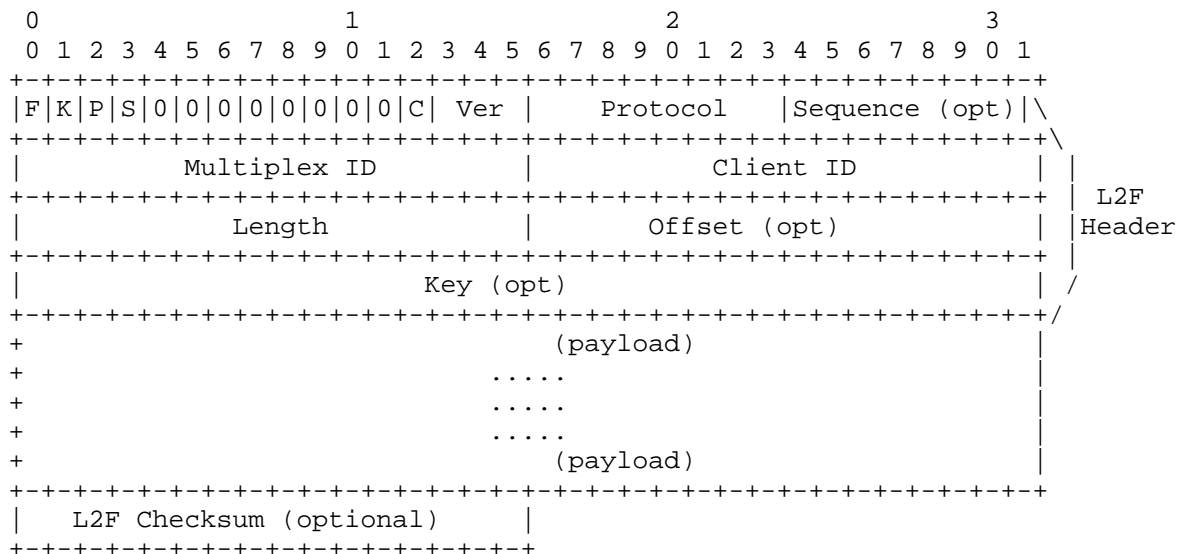 0                   1                   2                   3
 0 1 2 3 4 5 6 7 8 9 0 1 2 3 4 5 6 7 8 9 0 1 2 3 4 5 6 7 8 9 0 1
+-+-+-+-+-+-+-+-+-+-+-+-+-+-+-+-+-+-+-+-+-+-+-+-+-+-+-+-+-+-+-+-+
|F|K|P|S|0|0|0|0|0|0|0|0|C| Ver |    Protocol   |Sequence (opt)|\
+-+-+-+-+-+-+-+-+-+-+-+-+-+-+-+-+-+-+-+-+-+-+-+-+-+-+-+-+-+-+-+-+\
|          Multiplex ID         |           Client ID           | |
+-+-+-+-+-+-+-+-+-+-+-+-+-+-+-+-+-+-+-+-+-+-+-+-+-+-+-+-+-+-+-+-+ | L2F
|             Length            |       Offset (opt)            | |Header
+-+-+-+-+-+-+-+-+-+-+-+-+-+-+-+-+-+-+-+-+-+-+-+-+-+-+-+-+-+-+-+-+ |
|                         Key (opt)                             | /
+-+-+-+-+-+-+-+-+-+-+-+-+-+-+-+-+-+-+-+-+-+-+-+-+-+-+-+-+-+-+-+-+/
+                                 (payload)                     |
+                             .....                             |
+                             .....                             |
+                             .....                             |
+                                 (payload)                     |
+-+-+-+-+-+-+-+-+-+-+-+-+-+-+-+-+-+-+-+-+-+-+-+-+-+-+-+-+-+-+-+-+
|   L2F Checksum (optional)     |
+-+-+-+-+-+-+-+-+-+-+-+-+-+-+-+-+